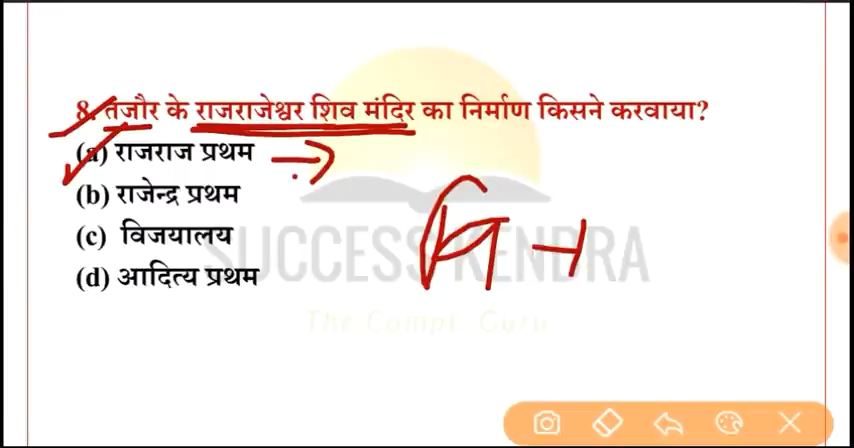 8. तंजौर के राजराजेश्वर शिव मंदिर का निर्माण किसने करवाया?
(a) राजराज प्रथम
(b) राजेन्द्र प्रथम
(c) विजयालय
(d) आदित्य प्रथम
SUCCESS KENDRA
The Compt. Guru